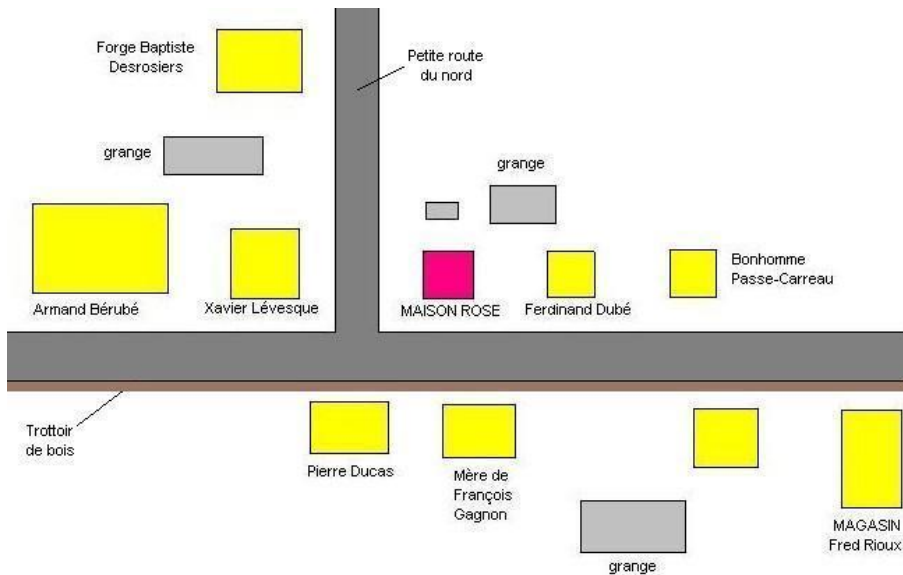 Forge Baptiste
Desrosiers
Petite route
du nord
grange
grange
Bonhomme
Passe-Carreau
Armand Bérubé
Xavier Lévesque
MAISON ROSE
Ferdinand Dubé
Trottoir
de bois
Pierre Ducas
Mère de
François
Gagnon
MAGASIN
Fred Rioux
grange